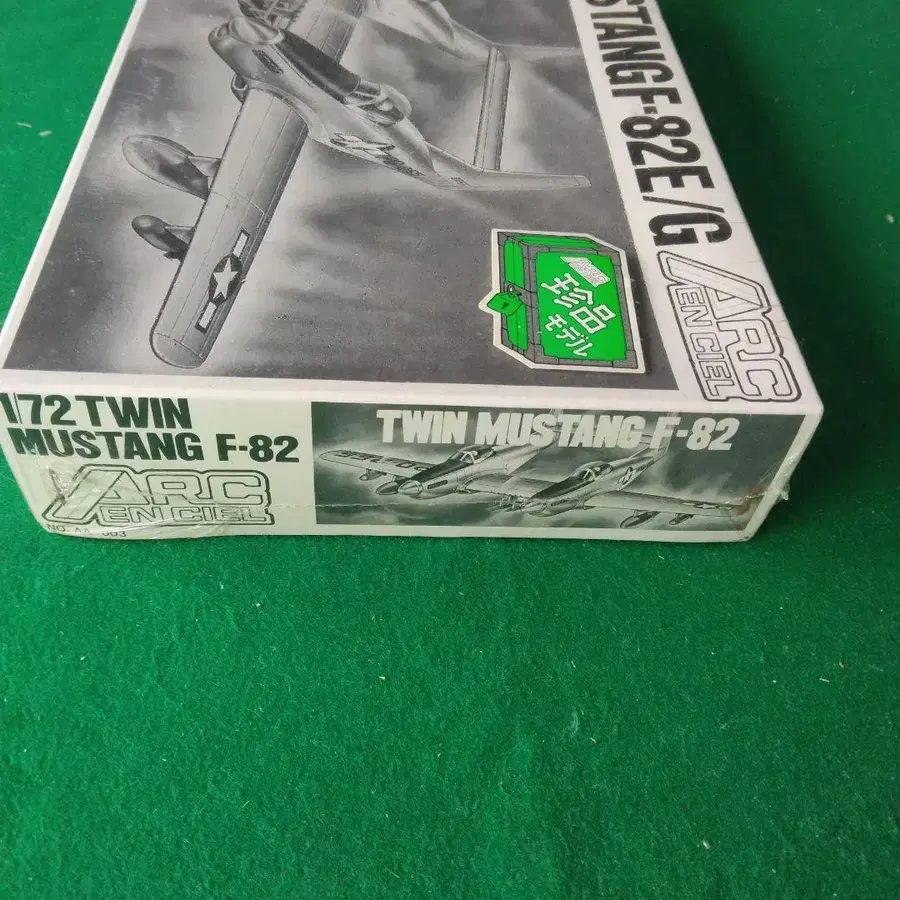 STANGF-82E/G
ARC
EN CIEL
珍品
モデル
1/72 TWIN
MUSTANG F-82
ARC
EN CIEL
TWIN MUSTANG F-82